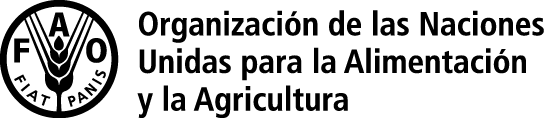 FAO
FIAT PANIS
Organización de las Naciones
Unidas para la Alimentación
y la Agricultura